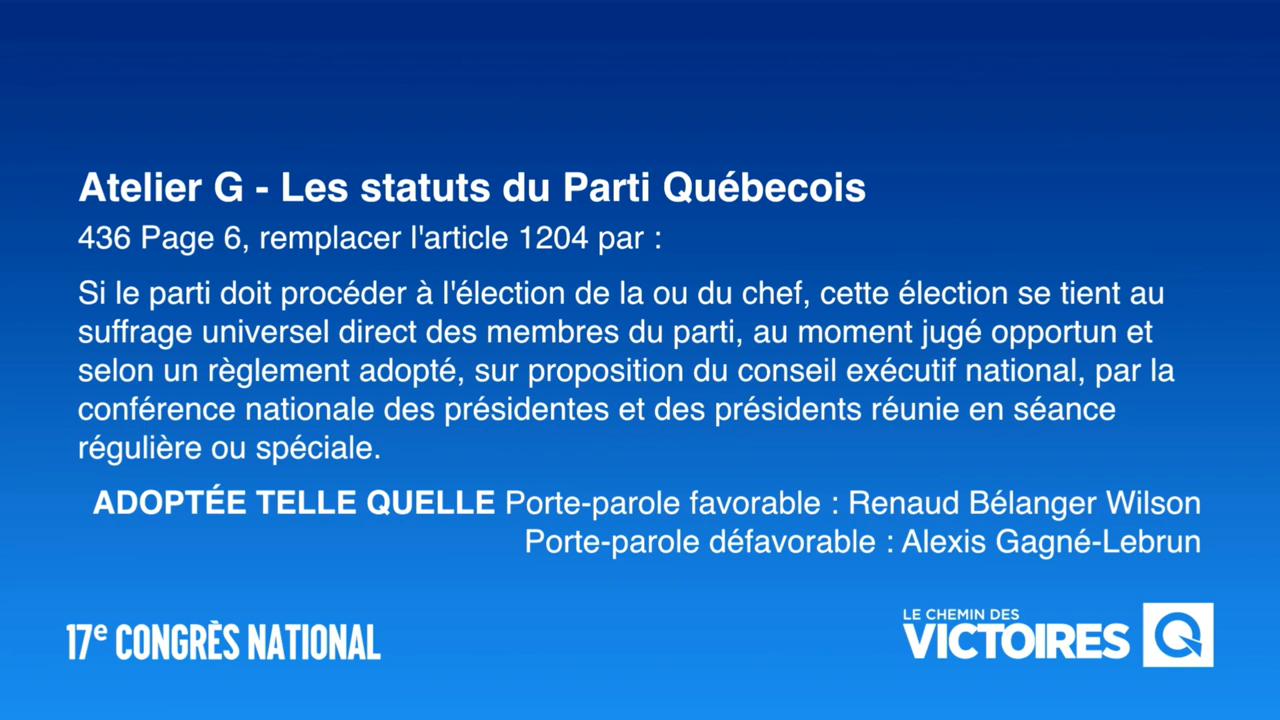 Atelier G - Les statuts du Parti Québecois
436 Page 6, remplacer l'article 1204 par :
Si le parti doit procéder à l'élection de la ou du chef, cette élection se tient au
suffrage universel direct des membres du parti, au moment jugé opportun et
selon un règlement adopté, sur proposition du conseil exécutif national, par la
conférence nationale des présidentes et des présidents réunie en séance
régulière ou spéciale.
ADOPTÉE TELLE QUELLE Porte-parole favorable : Renaud Bélanger Wilson
Porte-parole défavorable : Alexis Gagné-Lebrun
17e CONGRÈS NATIONAL
LE CHEMIN DES
VICTOIRES